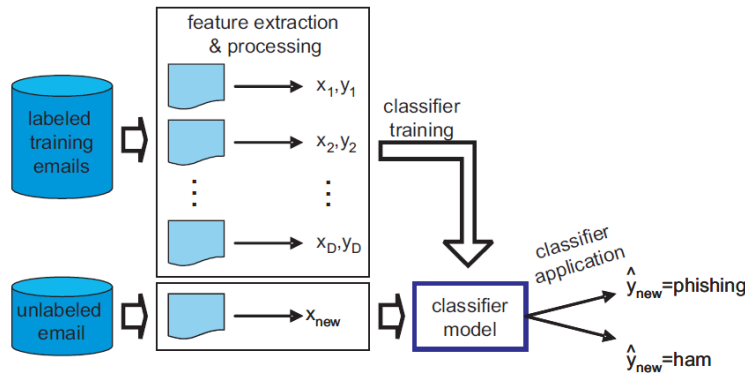 feature extraction
& processing
labeled
training
emails
x1,y1
x2,y2
xD,yD
classifier
training
unlabeled
email
xnew
classifier
model
classifier
application
ŷnew=phishing
ŷnew=ham